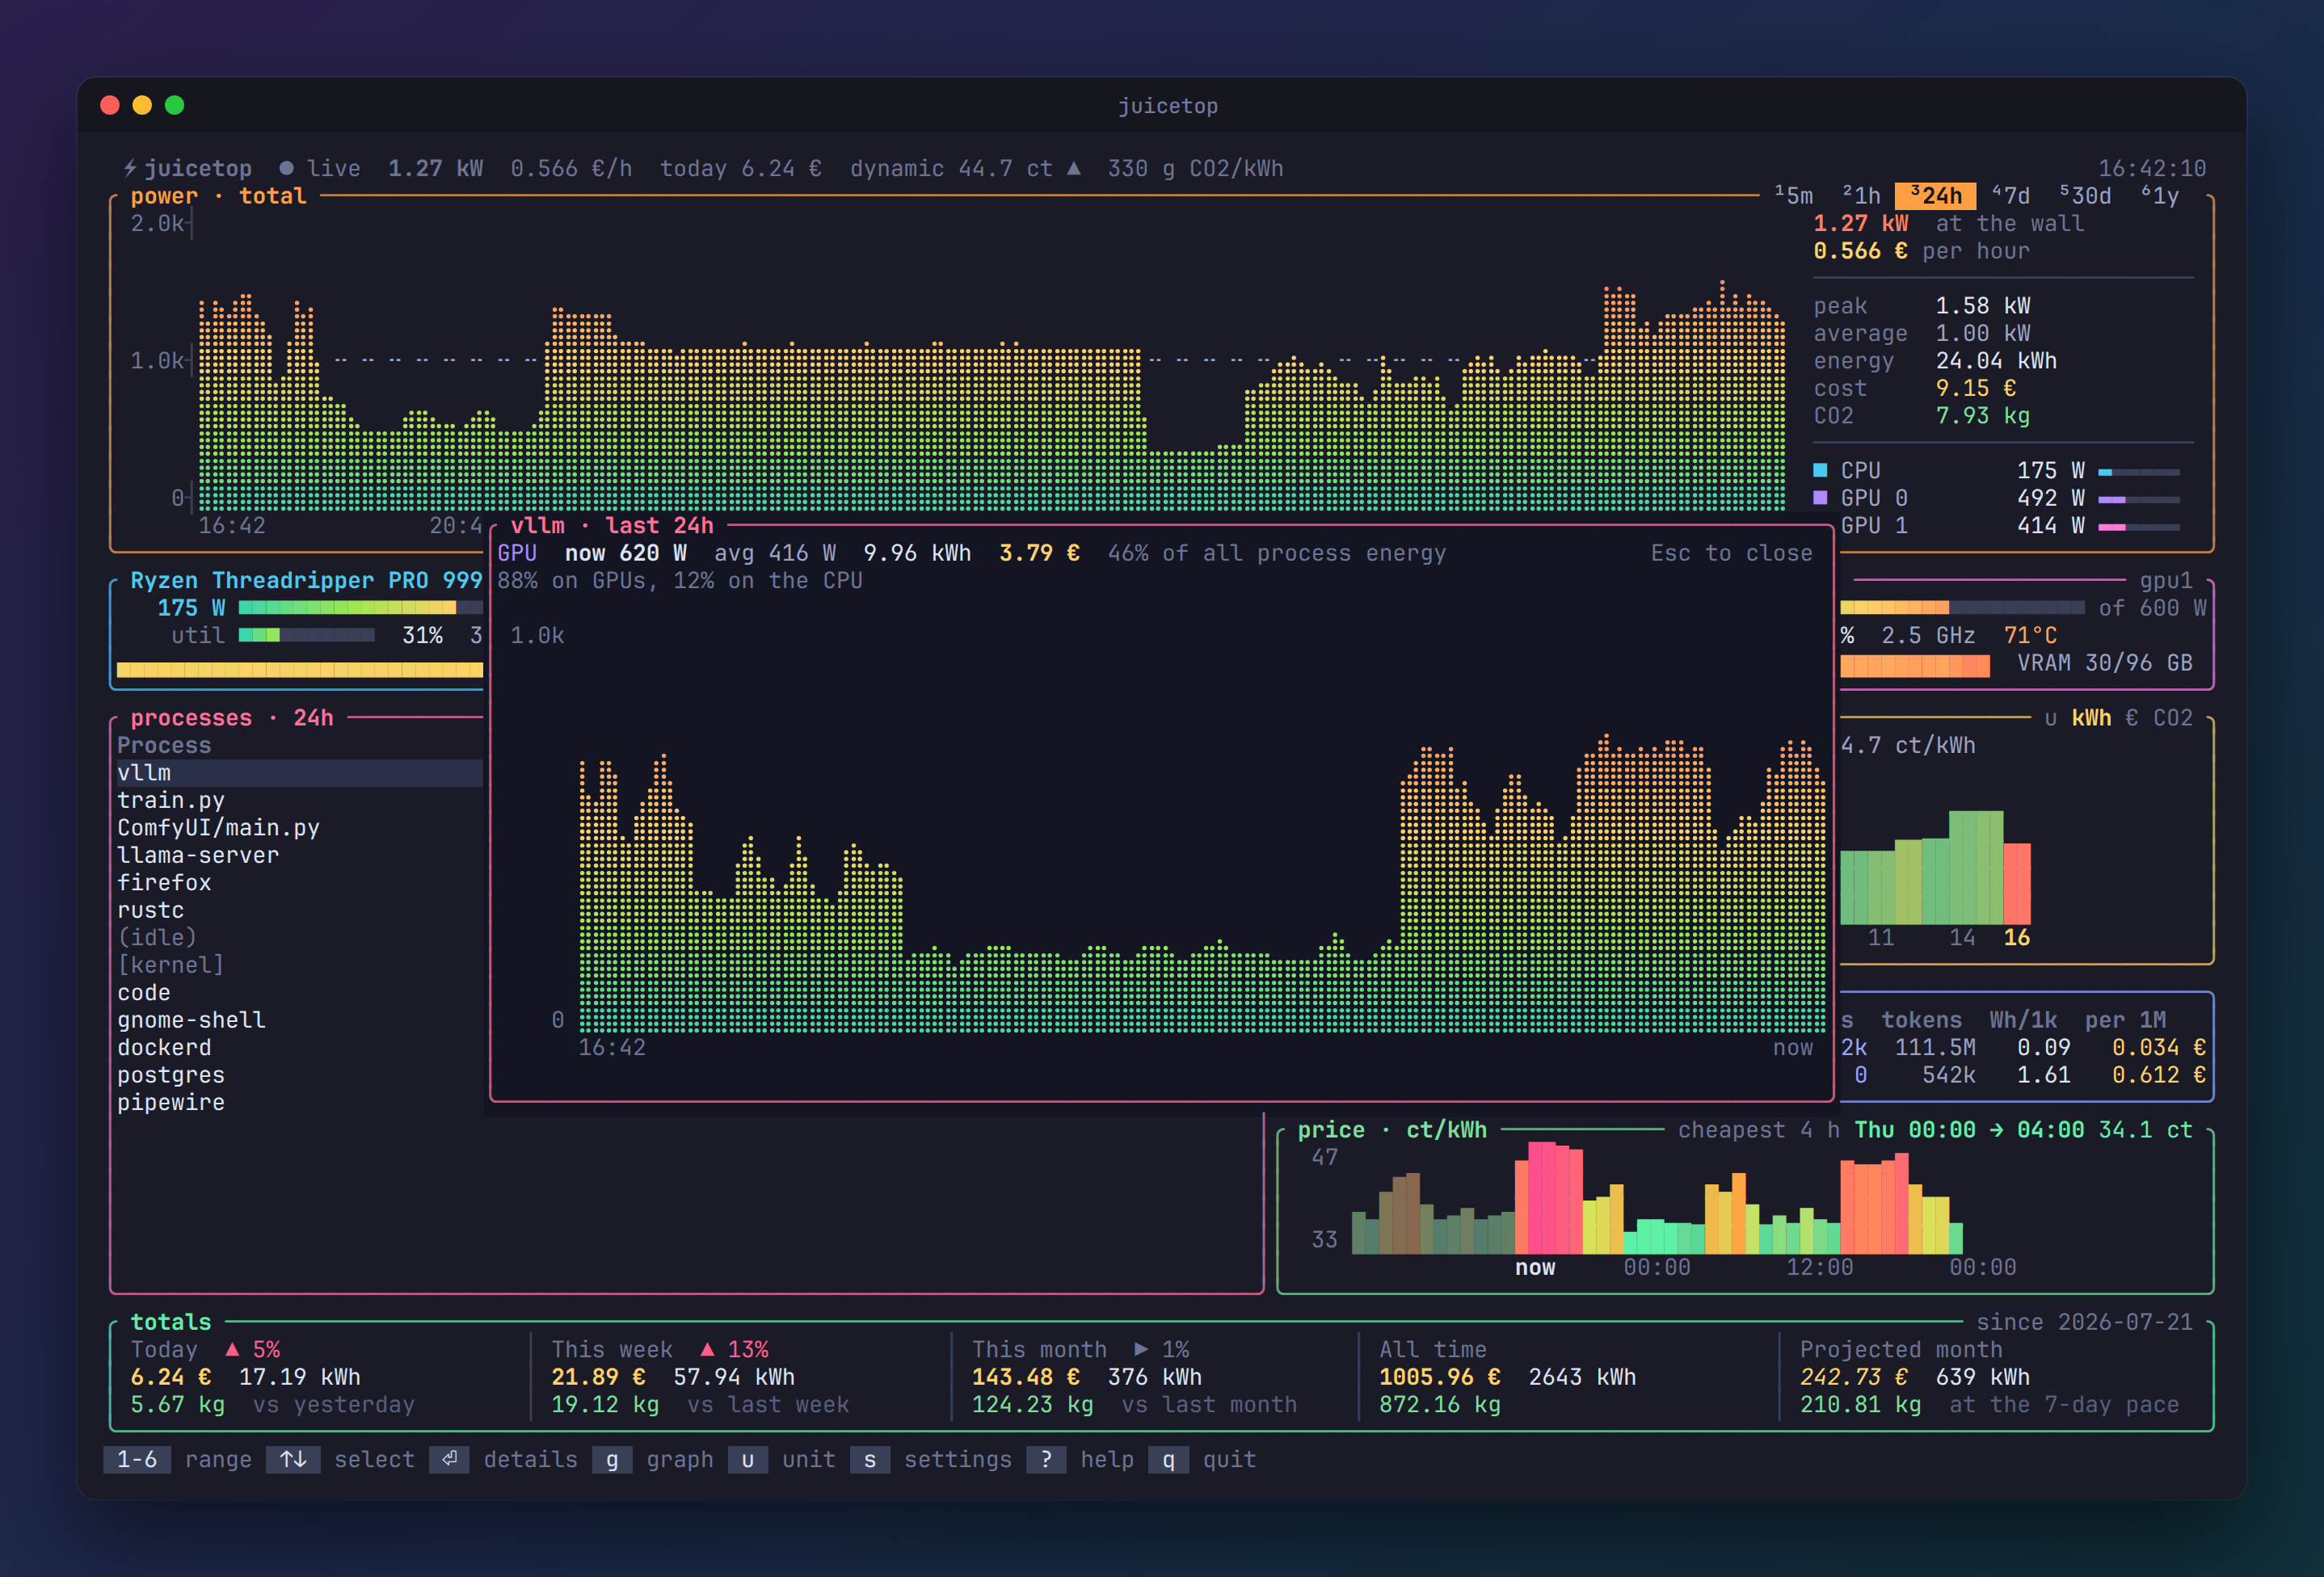 juicetop
⚡juicetop ● live 1.27 kW 0.566 €/h today 6.24 € dynamic 44.7 ct ▲ 330 g CO2/kWh 16:42:10
power · total ¹5m ²1h ³24h ⁴7d ⁵30d ⁶1y
2.0k 1.27 kW at the wall
0.566 € per hour
peak 1.58 kW
1.0k average 1.00 kW
energy 24.04 kWh
cost 9.15 €
CO2 7.93 kg
CPU 175 W
0 GPU 0 492 W
16:42 20:4 GPU 1 414 W
vllm · last 24h
GPU now 620 W avg 416 W 9.96 kWh 3.79 € 46% of all process energy Esc to close
88% on GPUs, 12% on the CPU
1.0k
0
16:42 now
Ryzen Threadripper PRO 999 gpu1
175 W of 600 W
util 31% 3 % 2.5 GHz 71°C
VRAM 30/96 GB
processes · 24h u kWh € CO2
Process 4.7 ct/kWh
vllm
train.py
ComfyUI/main.py
llama-server
firefox
rustc
(idle) 11 14 16
[kernel]
code
gnome-shell s tokens Wh/1k per 1M
dockerd 2k 111.5M 0.09 0.034 €
postgres 0 542k 1.61 0.612 €
pipewire
price · ct/kWh cheapest 4 h Thu 00:00 → 04:00 34.1 ct
47
33
now 00:00 12:00 00:00
totals since 2026-07-21
Today ▲ 5% This week ▲ 13% This month ▶ 1% All time Projected month
6.24 € 17.19 kWh 21.89 € 57.94 kWh 143.48 € 376 kWh 1005.96 € 2643 kWh 242.73 € 639 kWh
5.67 kg vs yesterday 19.12 kg vs last week 124.23 kg vs last month 872.16 kg 210.81 kg at the 7-day pace
1-6 range ↑↓ select ⏎ details g graph u unit s settings ? help q quit